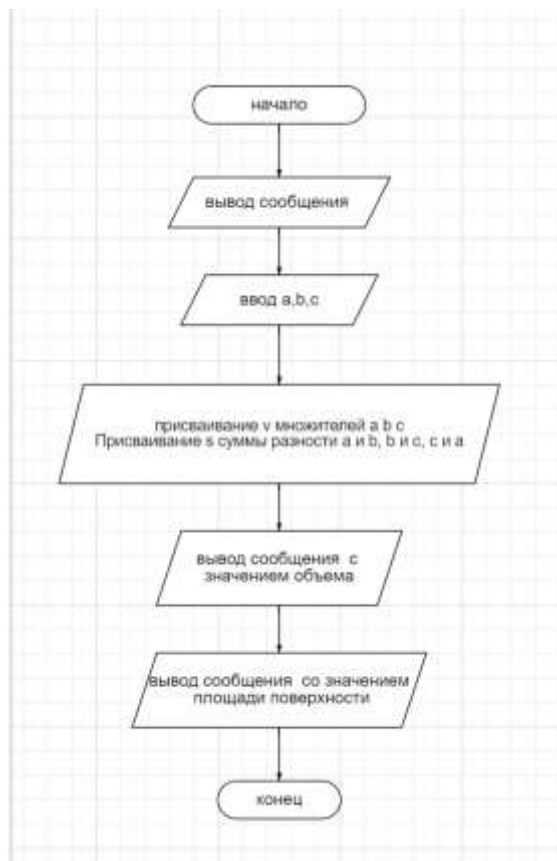 начало
вывод сообщения
ввод a,b,c
присваивание v множителей a b c
Присваивание s суммы разности a и b, b и c, c и a
вывод сообщения с
значением объема
вывод сообщения со значением
площади поверхности
конец